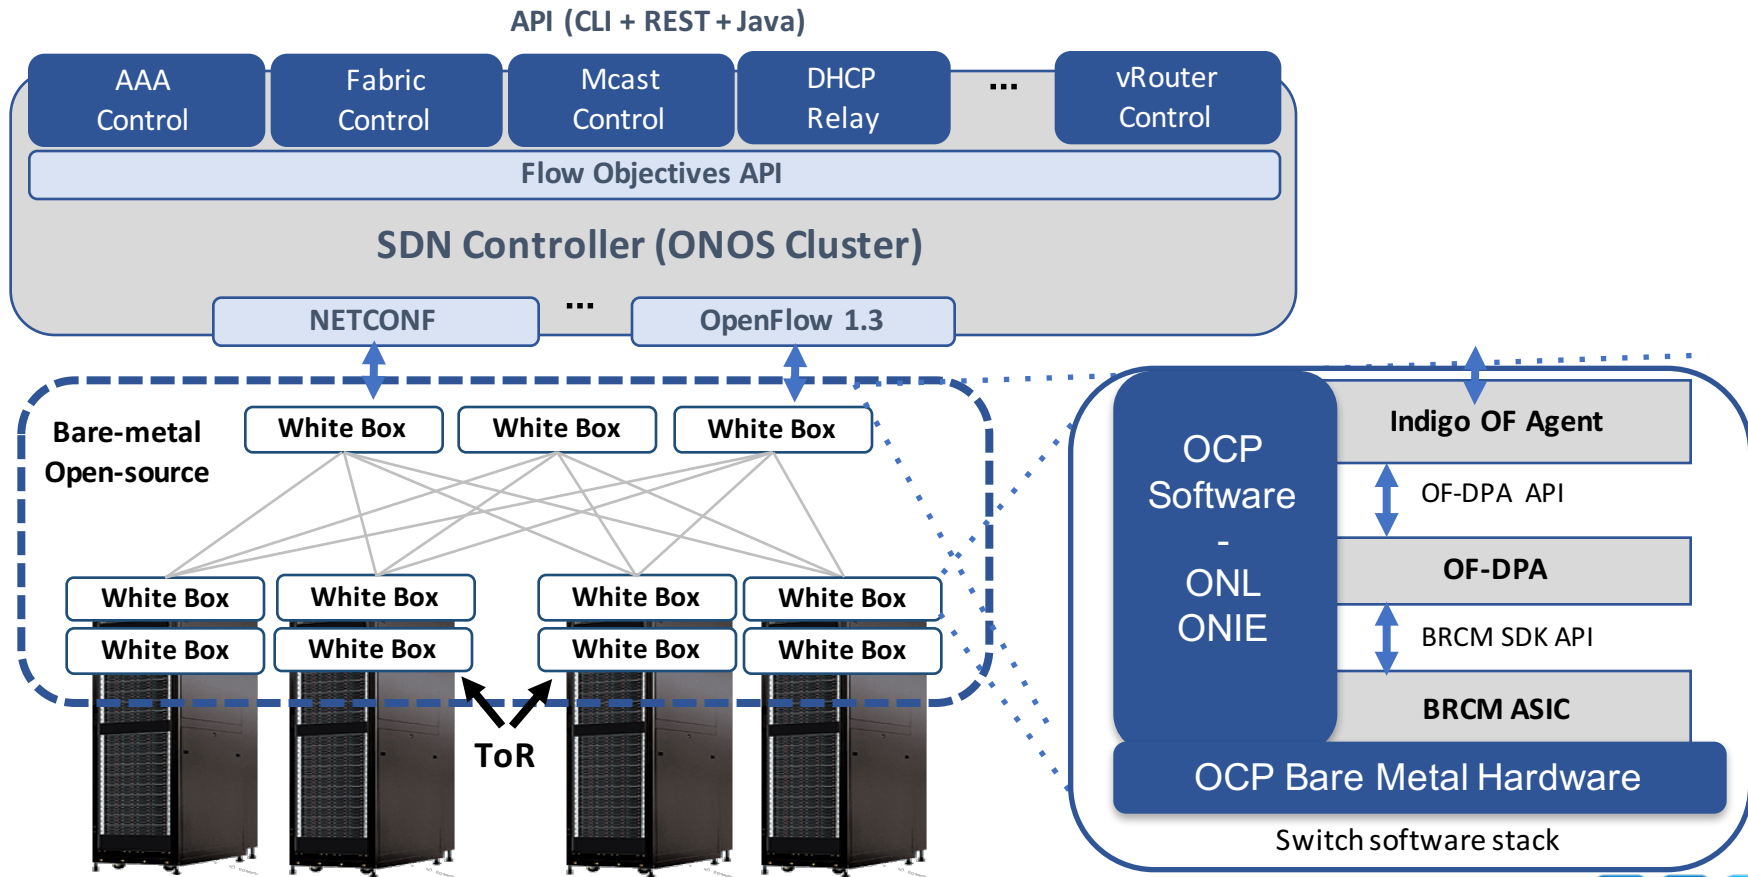 API (CLI + REST + Java)
AAA
Control
Fabric
Control
Mcast
Control
DHCP
Relay
...
vRouter
Control
Flow Objectives API
SDN Controller (ONOS Cluster)
NETCONF
...
OpenFlow 1.3
Bare-metal
Open-source
White Box
White Box
White Box
White Box
White Box
White Box
White Box
White Box
White Box
White Box
White Box
ToR
OCP
Software
-
ONL
ONIE
Indigo OF Agent
OF-DPA API
OF-DPA
BRCM SDK API
BRCM ASIC
OCP Bare Metal Hardware
Switch software stack